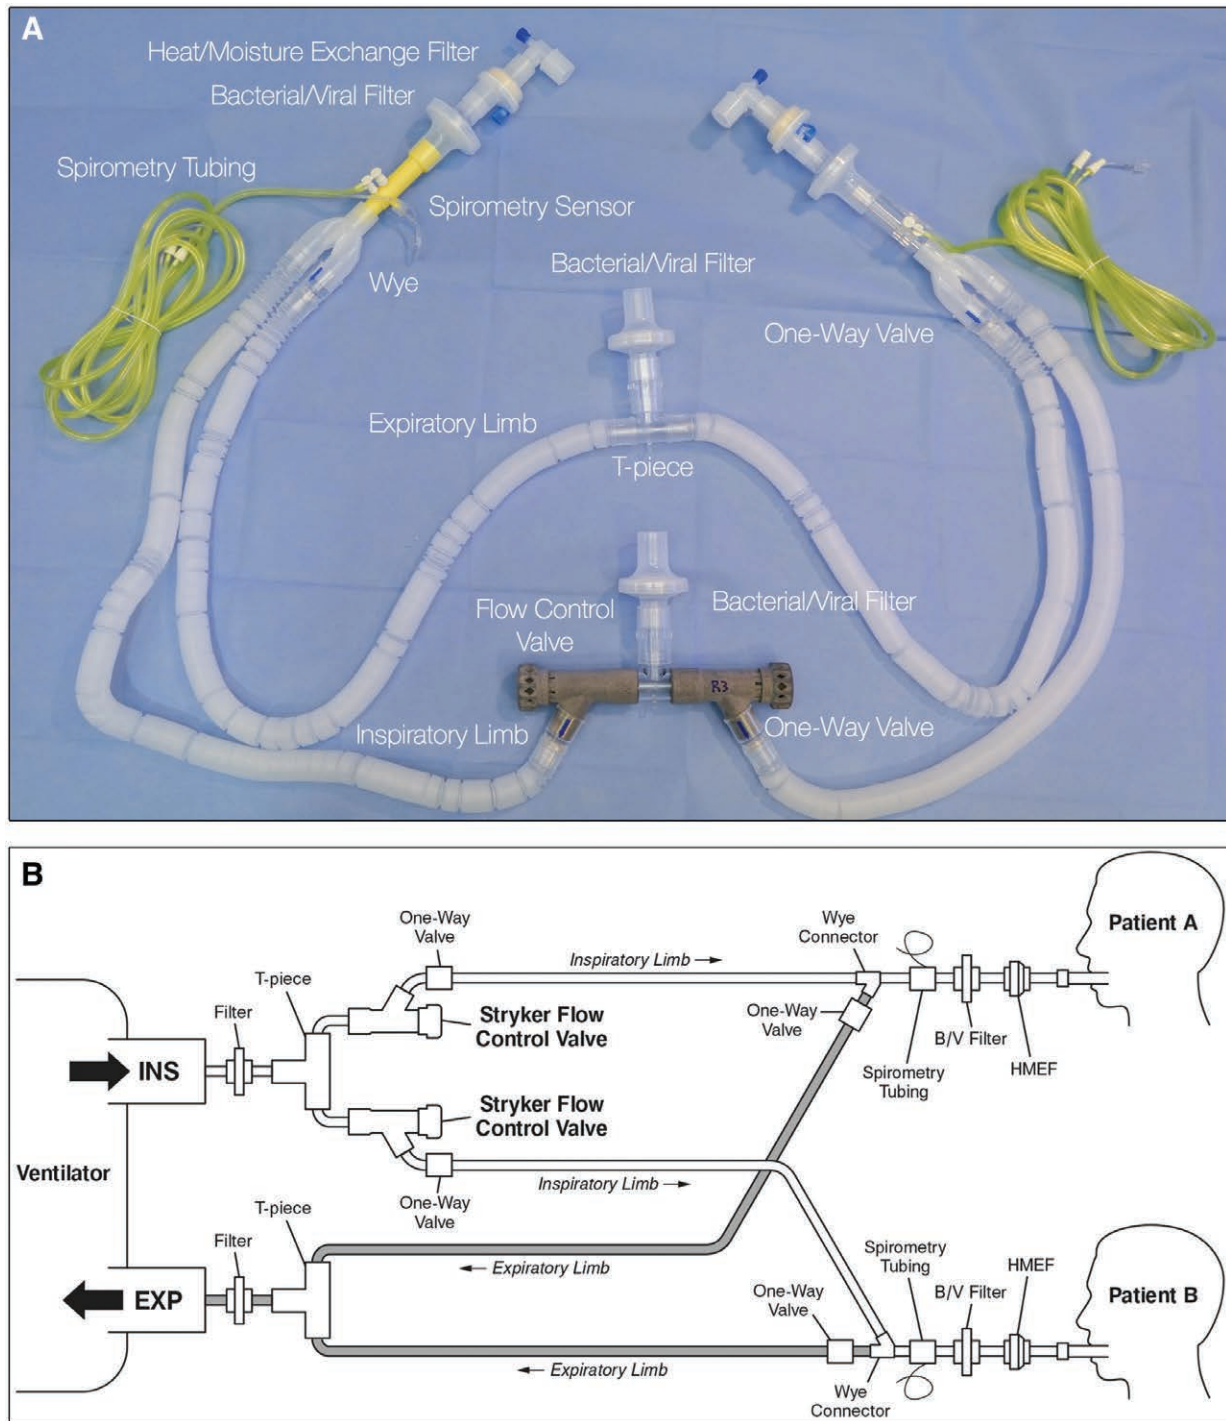 A
Heat/Moisture Exchange Filter
Bacterial/Viral Filter
Spirometry Tubing
Spirometry Sensor
Bacterial/Viral Filter
Wye
One-Way Valve
Expiratory Limb
T-piece
Flow Control
Valve
Bacterial/Viral Filter
R3
Inspiratory Limb
One-Way Valve
B
Patient A
One-Way
Valve
Wye
Connector
Inspiratory Limb →
T-piece
Filter
Stryker Flow
Control Valve
One-Way
Valve
B/V Filter
Spirometry
Tubing
HMEF
INS
Stryker Flow
Control Valve
Ventilator
Inspiratory Limb →
One-Way
Valve
T-piece
Filter
← Expiratory Limb
Spirometry
Tubing
HMEF
B/V Filter
One-Way
Valve
EXP
Patient B
← Expiratory Limb
Wye
Connector